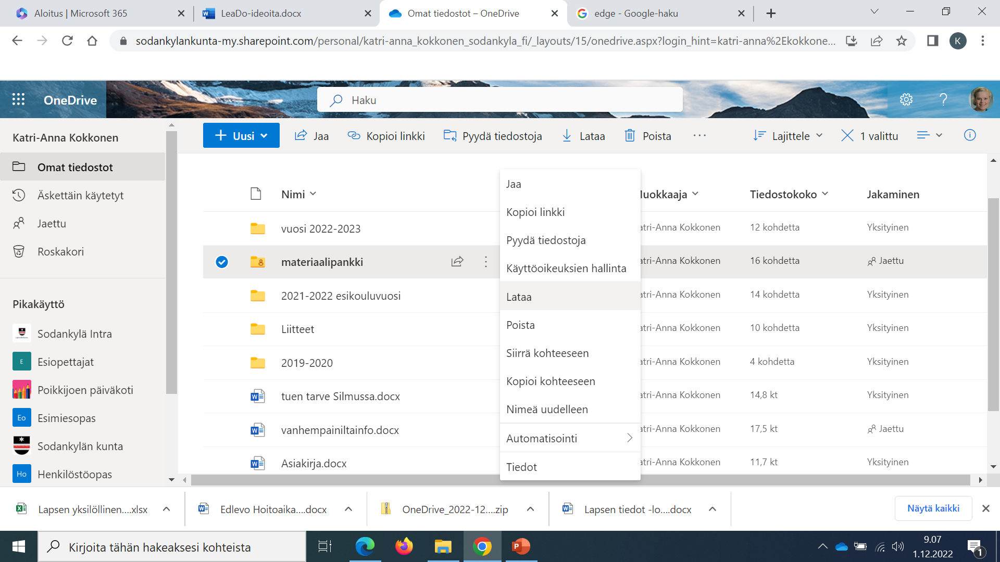 Aloitus | Microsoft 365
LeaDo-ideoita.docx
Omat tiedostot – OneDrive
edge - Google-haku
sodankylankunta-my.sharepoint.com/personal/katri-anna_kokkonen_sodankyla_fi/_layouts/15/onedrive.aspx?login_hint=katri-anna%2Ekokkone...
K
OneDrive
Haku
Katri-Anna Kokkonen
Omat tiedostot
Äskettäin käytetyt
Jaettu
Roskakori
Pikakäyttö
Sodankylä Intra
E Esiopettajat
Poikkijoen päiväkoti
Eo Esimiesopas
Sodankylän kunta
Ho Henkilöstöopas
Uusi
Jaa
Kopioi linkki
Pyydä tiedostoja
Lataa
Poista
Lajittele
1 valittu
Nimi
uokkaaja
Tiedostokoko
Jakaminen
vuosi 2022-2023
atri-Anna Kokkonen
12 kohdetta
Yksityinen
materiaalipankki
atri-Anna Kokkonen
16 kohdetta
Jaettu
2021-2022 esikouluvuosi
atri-Anna Kokkonen
14 kohdetta
Yksityinen
Liitteet
atri-Anna Kokkonen
10 kohdetta
Yksityinen
2019-2020
atri-Anna Kokkonen
4 kohdetta
Yksityinen
tuen tarve Silmussa.docx
atri-Anna Kokkonen
14,8 kt
Yksityinen
vanhempainiltainfo.docx
atri-Anna Kokkonen
17,5 kt
Jaettu
Asiakirja.docx
atri-Anna Kokkonen
11,7 kt
Yksityinen
Jaa
Kopioi linkki
Pyydä tiedostoja
Käyttöoikeuksien hallinta
Lataa
Poista
Siirrä kohteeseen
Kopioi kohteeseen
Nimeä uudelleen
Automatisointi
Tiedot
Lapsen yksilöllinen....xlsx
Edlevo Hoitoaika....docx
OneDrive_2022-12....zip
Lapsen tiedot -lo....docx
Näytä kaikki
Kirjoita tähän hakeaksesi kohteista
9.07
1.12.2022
1